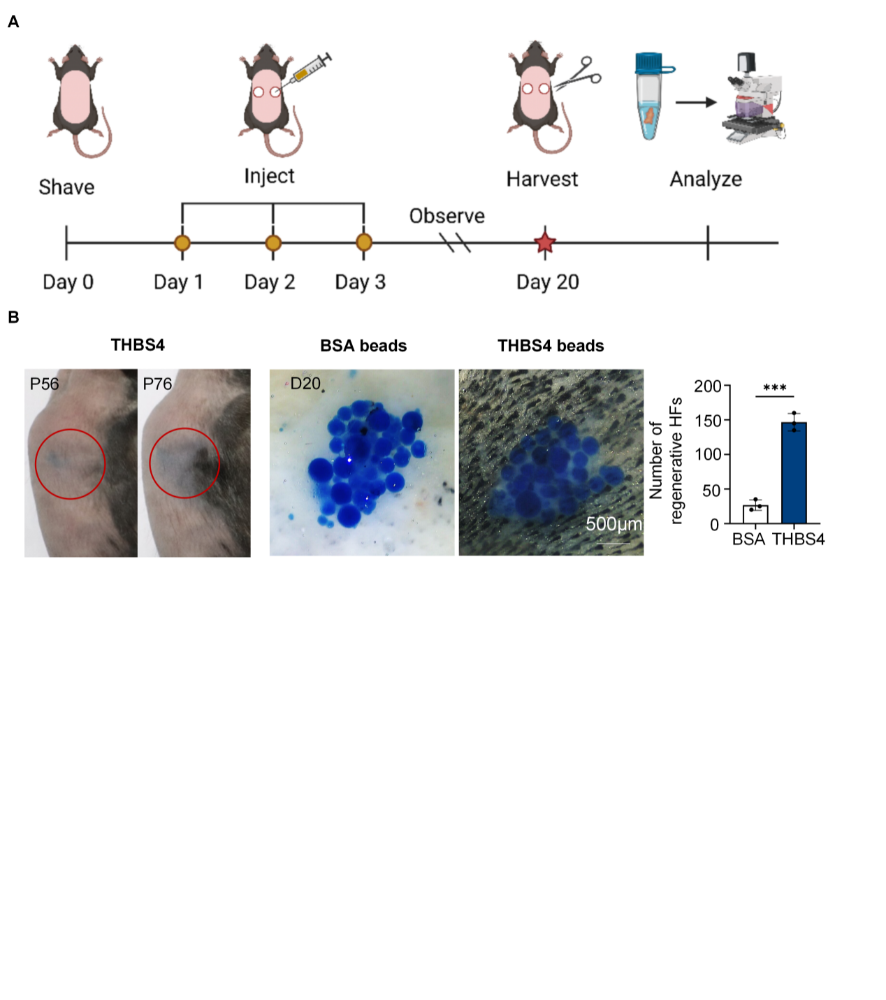 A
Shave
Inject
Harvest
Analyze
Observe
Day 0
Day 1
Day 2
Day 3
Day 20
B
THBS4
BSA beads
THBS4 beads
P56
P76
D20
500µm
Number of
regenerative HFs
200
150
100
50
0
***
BSA
THBS4